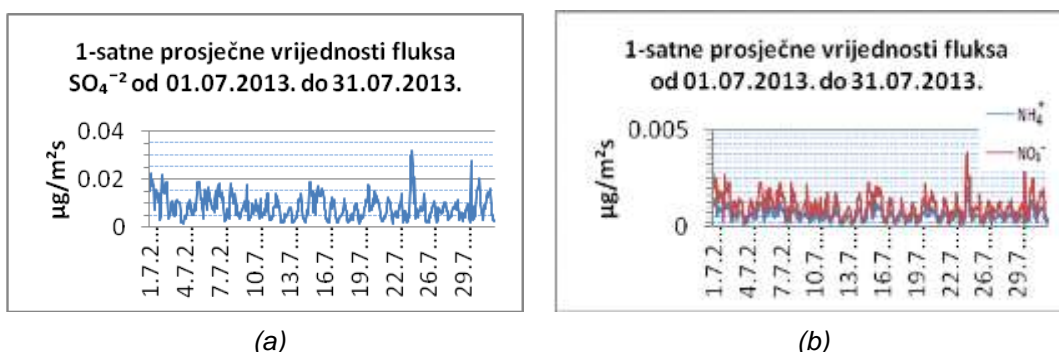 1-satne prosječne vrijednosti fluksa
SO₄⁻² od 01.07.2013. do 31.07.2013.
µg/m²s
0.04
0.02
0
1.7.2...
4.7.2...
7.7.2...
10.7...
13.7...
16.7...
19.7...
22.7...
26.7...
29.7...
(a)
1-satne prosječne vrijednosti fluksa
od 01.07.2013. do 31.07.2013.
NH₄⁺
NO₃⁻
µg/m²s
0.005
0
1.7.2...
4.7.2...
7.7.2...
10.7...
13.7...
16.7...
19.7...
22.7...
26.7...
29.7...
(b)